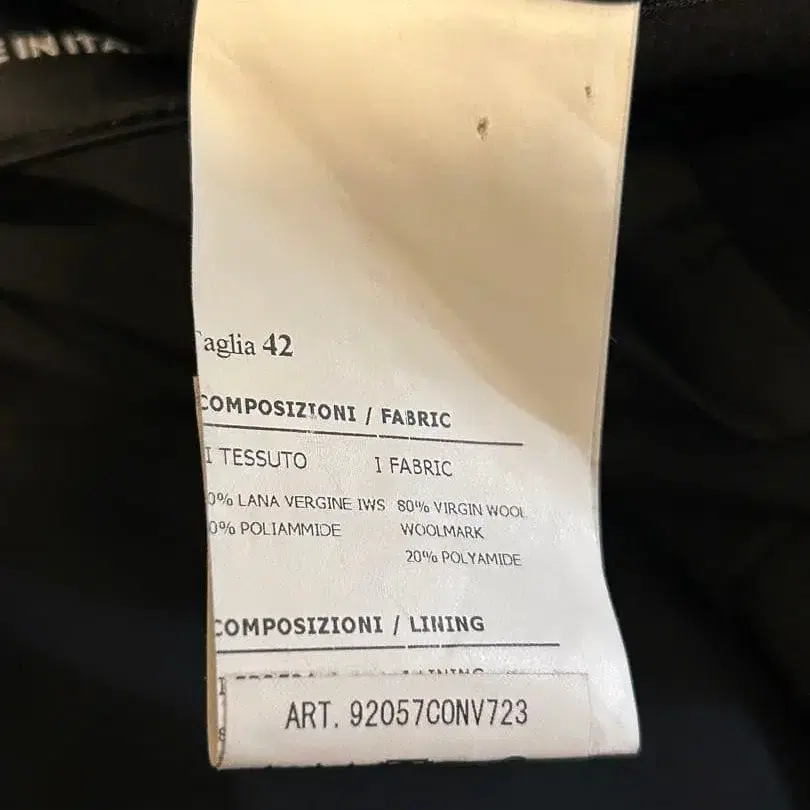 IN
aglia 42
COMPOSIZIONI / FABRIC
I TESSUTO I FABRIC
0% LANA VERGINE IWS 80% VIRGIN WOOL
0% POLIAMMIDE WOOLMARK
20% POLYAMIDE
COMPOSIZIONI / LINING
ART. 92057CONV723